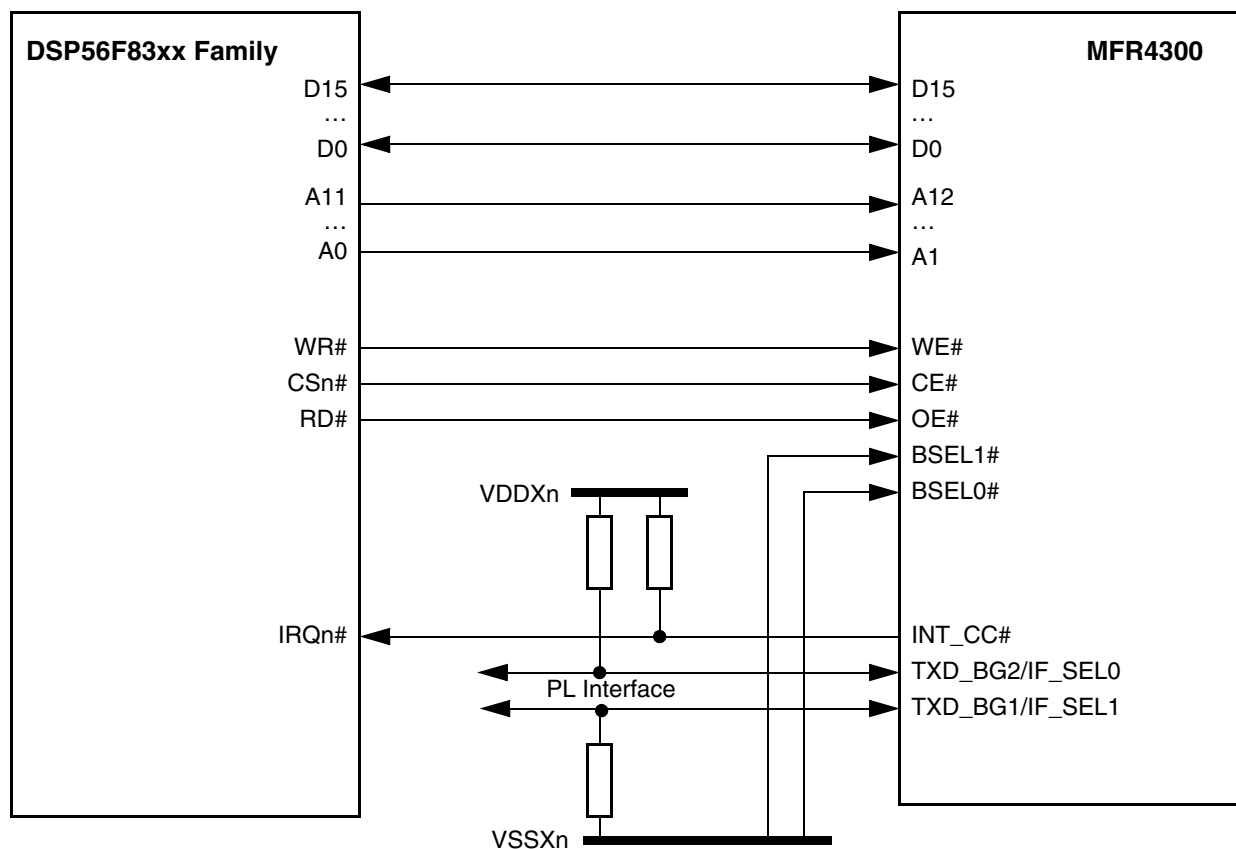 DSP56F83xx Family
D15
...
D0
A11
...
A0
WR#
CSn#
RD#
IRQn#
VDDXn
PL Interface
VSSXn
MFR4300
D15
...
D0
A12
...
A1
WE#
CE#
OE#
BSEL1#
BSEL0#
INT_CC#
TXD_BG2/IF_SEL0
TXD_BG1/IF_SEL1